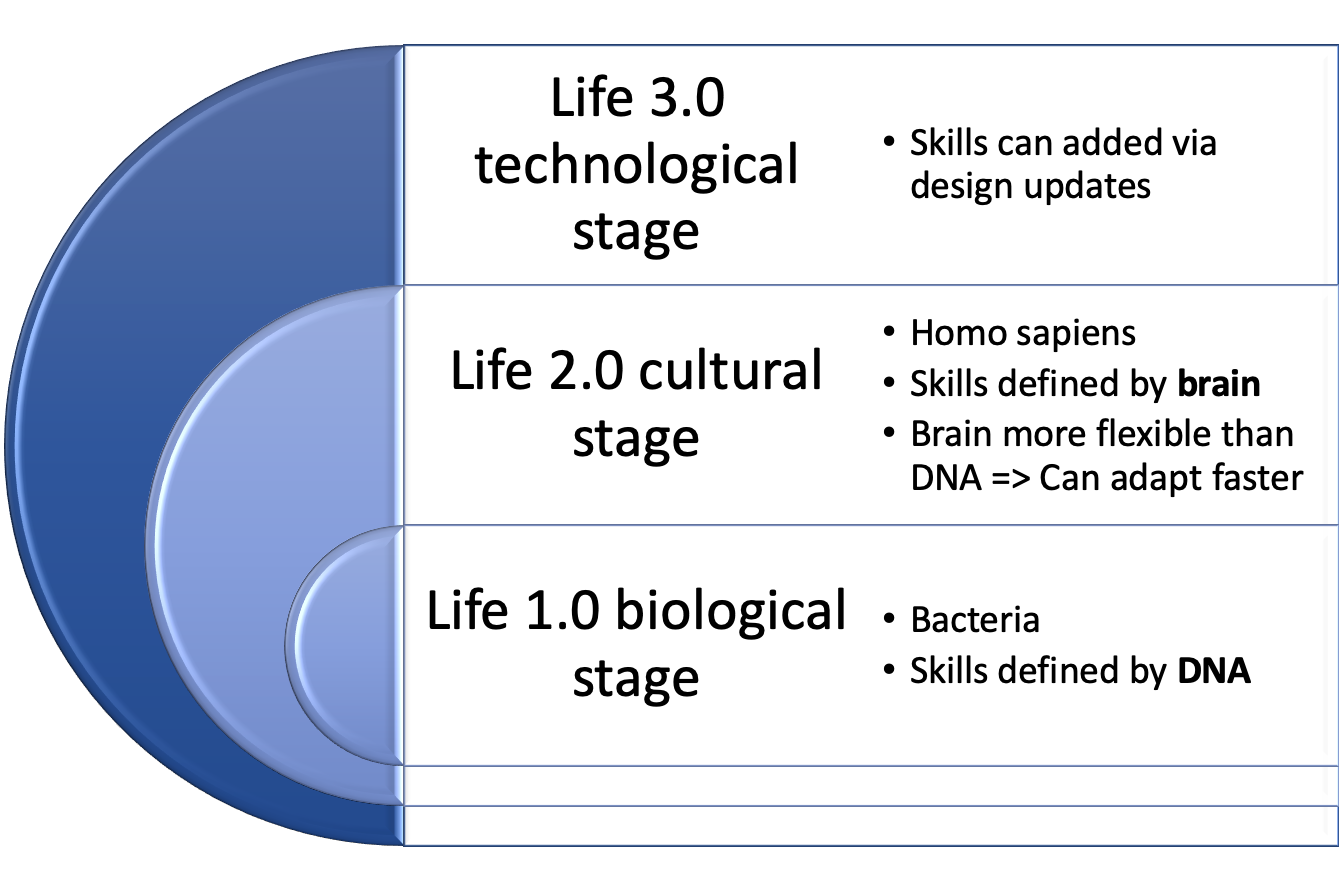 Life 3.0
technological
stage
• Skills can added via
design updates
Life 2.0 cultural
stage
• Homo sapiens
• Skills defined by brain
• Brain more flexible than
DNA => Can adapt faster
Life 1.0 biological
stage
• Bacteria
• Skills defined by DNA